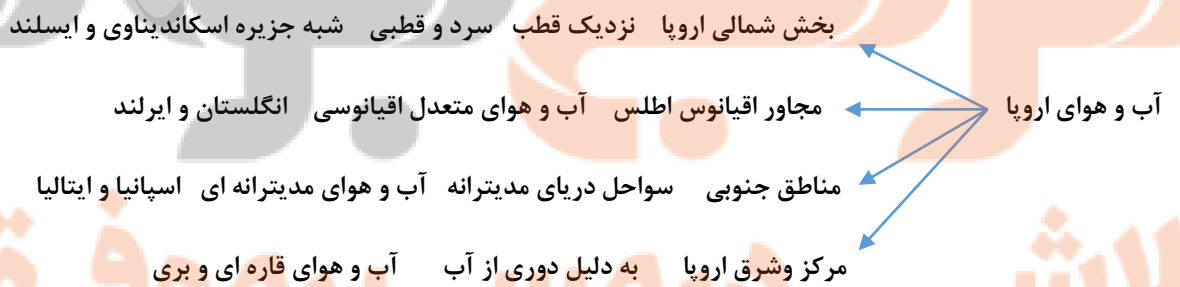 بخش شمالی اروپا نزدیک قطب سرد و قطبی شبه جزیره اسکاندیناوی و ایسلند
آب و هوای اروپا
مجاور اقیانوس اطلس آب و هوای متعدل اقیانوسی انگلستان و ایرلند
مناطق جنوبی سواحل دریای مدیترانه آب و هوای مدیترانه ای اسپانیا و ایتالیا
مرکز وشرق اروپا به دلیل دوری از آب آب و هوای قاره ای و بری